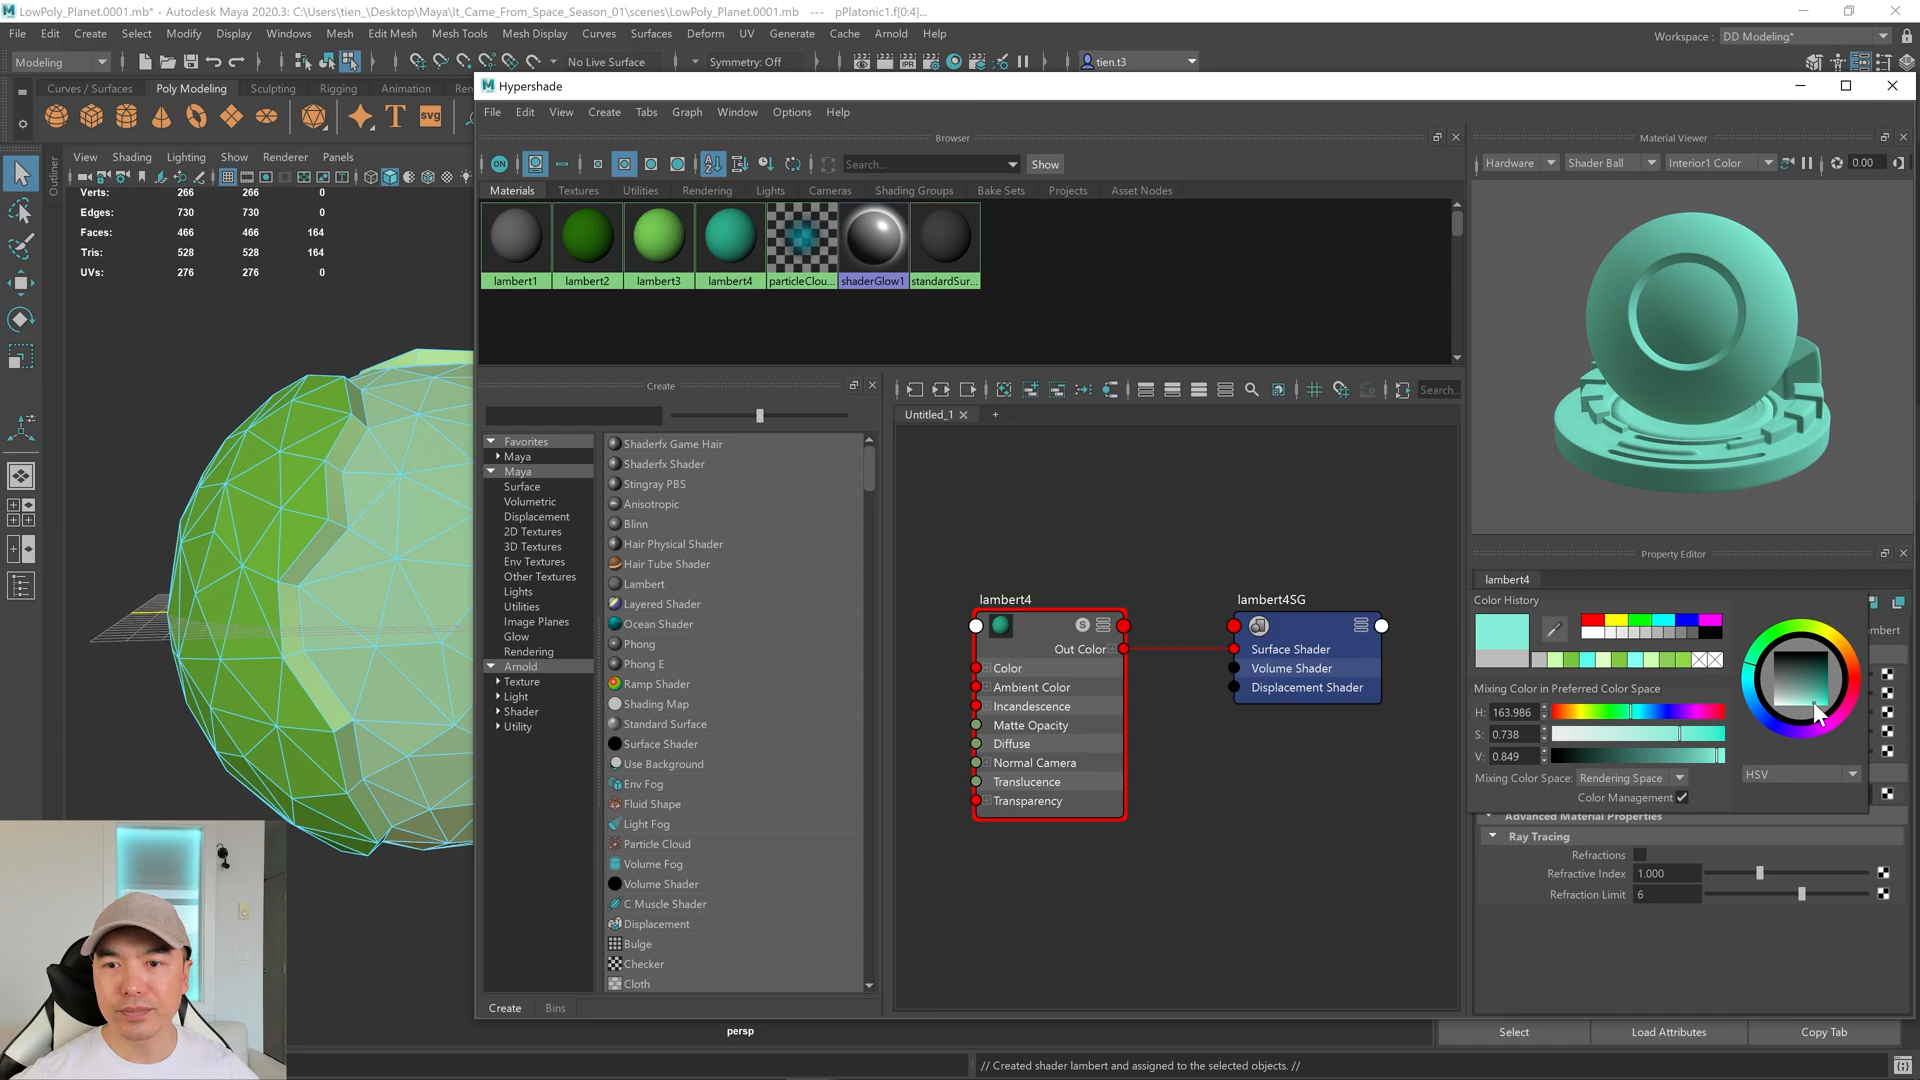 LowPoly_Planet.0001.mb* - Autodesk Maya 2020.3: C:\Users\tien_\Desktop\Maya\It_Came_From_Space_Season_01\scenes\LowPoly_Planet.0001.mb --- pPlatonic1.f[0:4]...
File Edit Create Select Modify Display Windows Mesh Edit Mesh Mesh Tools Mesh Display Curves Surfaces Deform UV Generate Cache Arnold Help
Workspace : DD Modeling*
Modeling
No Live Surface
Symmetry: Off
tien.t3
Curves / Surfaces Poly Modeling Sculpting Rigging Animation Ren
SVG
Outliner
View Shading Lighting Show Renderer Panels
Verts: 266 266 0
Edges: 730 730 0
Faces: 466 466 164
Tris: 528 528 164
UVs: 276 276 0
persp
Hypershade
File Edit View Create Tabs Graph Window Options Help
Browser
ON
Search...
Show
Materials Textures Utilities Rendering Lights Cameras Shading Groups Bake Sets Projects Asset Nodes
lambert1 lambert2 lambert3 lambert4 particleClou... shaderGlow1 standardSur...
Create
Favorites
Maya
Maya
Surface
Volumetric
Displacement
2D Textures
3D Textures
Env Textures
Other Textures
Lights
Utilities
Image Planes
Glow
Rendering
Arnold
Texture
Light
Shader
Utility
Shaderfx Game Hair
Shaderfx Shader
Stingray PBS
Anisotropic
Blinn
Hair Physical Shader
Hair Tube Shader
Lambert
Layered Shader
Ocean Shader
Phong
Phong E
Ramp Shader
Shading Map
Standard Surface
Surface Shader
Use Background
Env Fog
Fluid Shape
Light Fog
Particle Cloud
Volume Fog
Volume Shader
C Muscle Shader
Displacement
Bulge
Checker
Cloth
Create Bins
Search...
Untitled_1
+
lambert4
S
Out Color
Color
Ambient Color
Incandescence
Matte Opacity
Diffuse
Normal Camera
Translucence
Transparency
lambert4SG
Surface Shader
Volume Shader
Displacement Shader
Material Viewer
Hardware Shader Ball Interior1 Color 0.00
Property Editor
lambert4
Color History
mbert
Mixing Color in Preferred Color Space
H: 163.986
S: 0.738
V: 0.849
HSV
Mixing Color Space: Rendering Space
Color Management
Advanced Material Properties
Ray Tracing
Refractions
Refractive Index 1.000
Refraction Limit 6
Select Load Attributes Copy Tab
// Created shader lambert and assigned to the selected objects. //